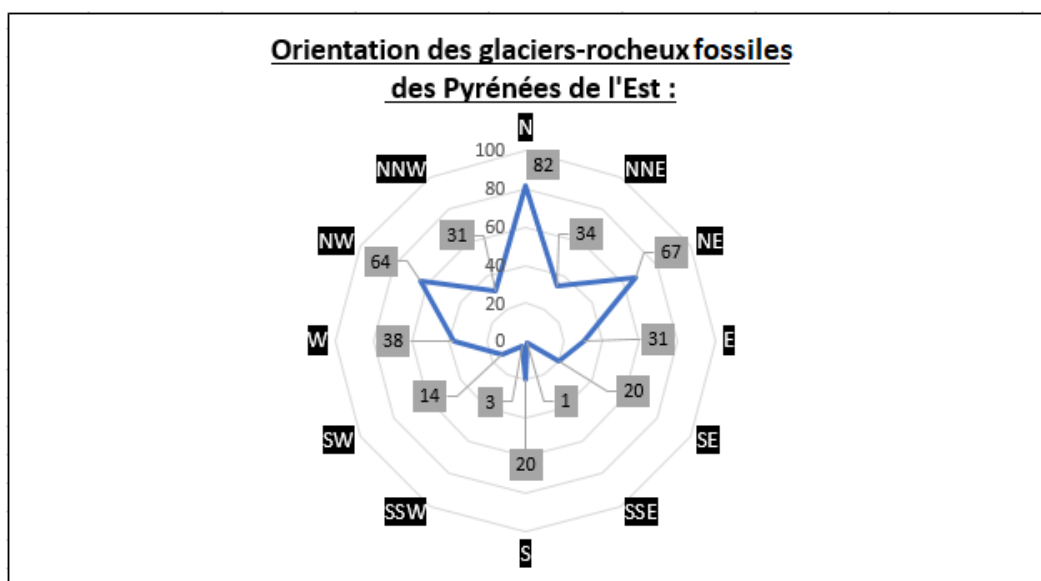 Orientation des glaciers-rocheux fossiles
des Pyrénées de l'Est :
N
NNW
100
82
NNE
80
NW
31
60
34
NE
64
40
67
20
W
38
0
31
E
14
3
1
20
SW
20
SE
SSW
SSE
S